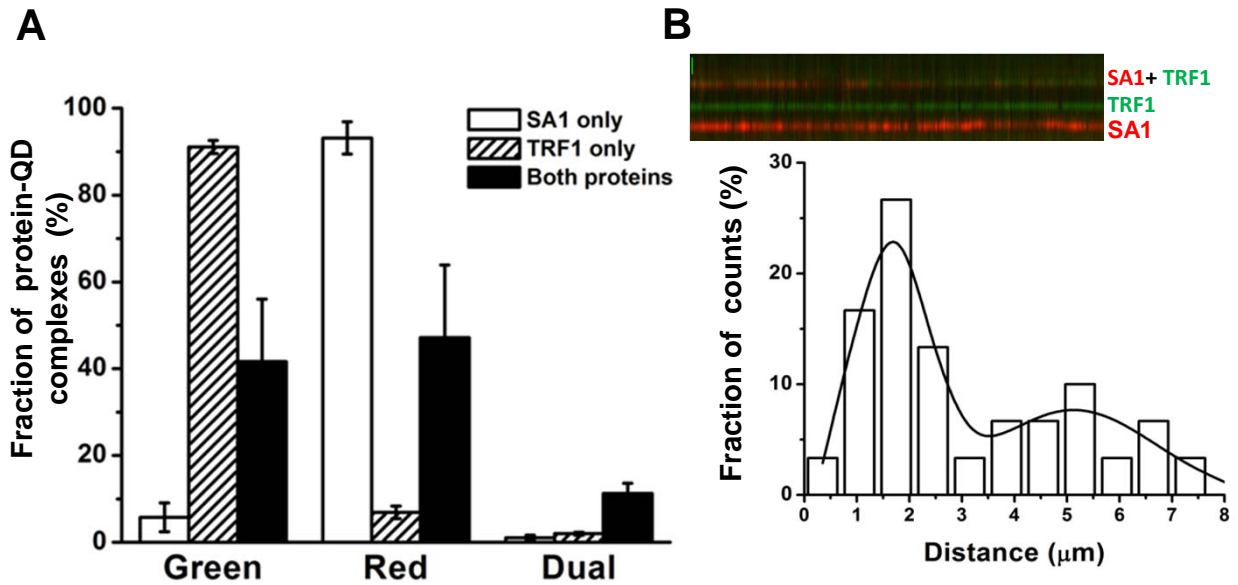 A
Fraction of protein-QD
complexes (%)
100
80
60
40
20
0
SA1 only
TRF1 only
Both proteins
Green Red Dual
B
SA1+ TRF1
TRF1
SA1
Fraction of counts (%)
30
20
10
0
0 1 2 3 4 5 6 7 8
Distance (μm)